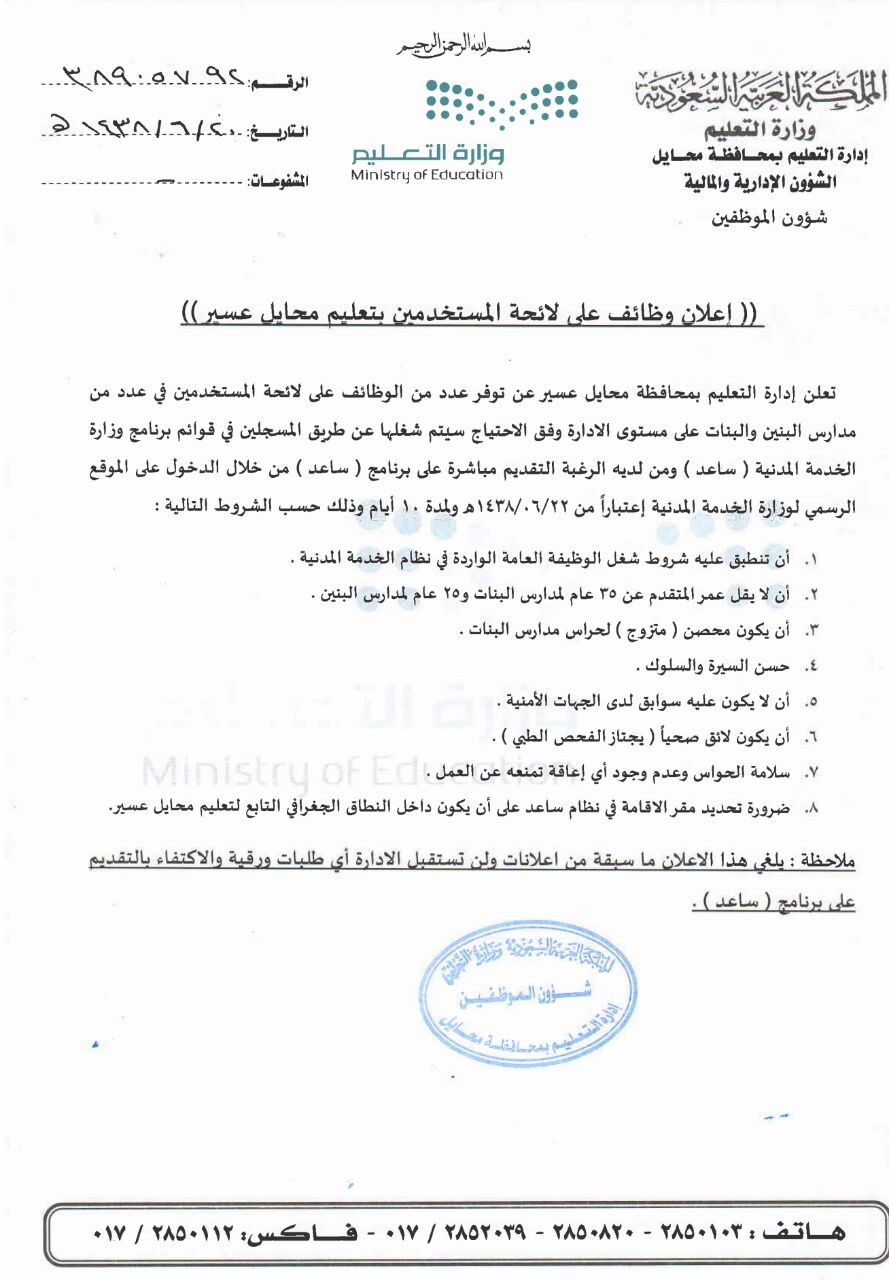 بسم الله الرحمن الرحيم
المملكة العربية السعودية
وزارة التعليم
إدارة التعليم بمحافظة محايل
الشؤون الإدارية والمالية
شؤون الموظفين
وزارة التعليم
Ministry of Education
الرقم: ٣٨٩٠٥٧٩٢
التاريخ: ١٤٣٨/٦/٢٠ هـ
المشفوعات: -
(( إعلان وظائف على لائحة المستخدمين بتعليم محايل عسير ))
تعلن إدارة التعليم بمحافظة محايل عسير عن توفر عدد من الوظائف على لائحة المستخدمين في عدد من
مدارس البنين والبنات على مستوى الادارة وفق الاحتياج سيتم شغلها عن طريق المسجلين في قوائم برنامج وزارة
الخدمة المدنية ( ساعد ) ومن لديه الرغبة التقديم مباشرة على برنامج ( ساعد ) من خلال الدخول على الموقع
الرسمي لوزارة الخدمة المدنية إعتباراً من ١٤٣٨/٠٦/٢٢هـ ولمدة ١٠ أيام وذلك حسب الشروط التالية :
١. أن تنطبق عليه شروط شغل الوظيفة العامة الواردة في نظام الخدمة المدنية .
٢. أن لا يقل عمر المتقدم عن ٣٥ عام لمدارس البنات و٢٥ عام لمدارس البنين .
٣. أن يكون محصن ( متزوج ) لحراس مدارس البنات .
٤. حسن السيرة والسلوك .
٥. أن لا يكون عليه سوابق لدى الجهات الأمنية .
٦. أن يكون لائق صحياً ( يجتاز الفحص الطبي ) .
٧. سلامة الحواس وعدم وجود أي إعاقة تمنعه عن العمل .
٨. ضرورة تحديد مقر الاقامة في نظام ساعد على أن يكون داخل النطاق الجغرافي التابع لتعليم محايل عسير.
وزارة التعليم
Ministry of Education
ملاحظة : يلغي هذا الاعلان ما سبقة من اعلانات ولن تستقبل الادارة أي طلبات ورقية والاكتفاء بالتقديم
على برنامج ( ساعد ) .
المملكة العربية السعودية وزارة التعليم
شؤون الموظفين
إدارة التعليم بمحافظة محايل
هاتف : ٢٨٥٠١٠٣ - ٢٨٥٠٨٢٠ - ٢٨٥٢٠٣٩ / ٠١٧ - فاكس: ٢٨٥٠١١٢ / ٠١٧